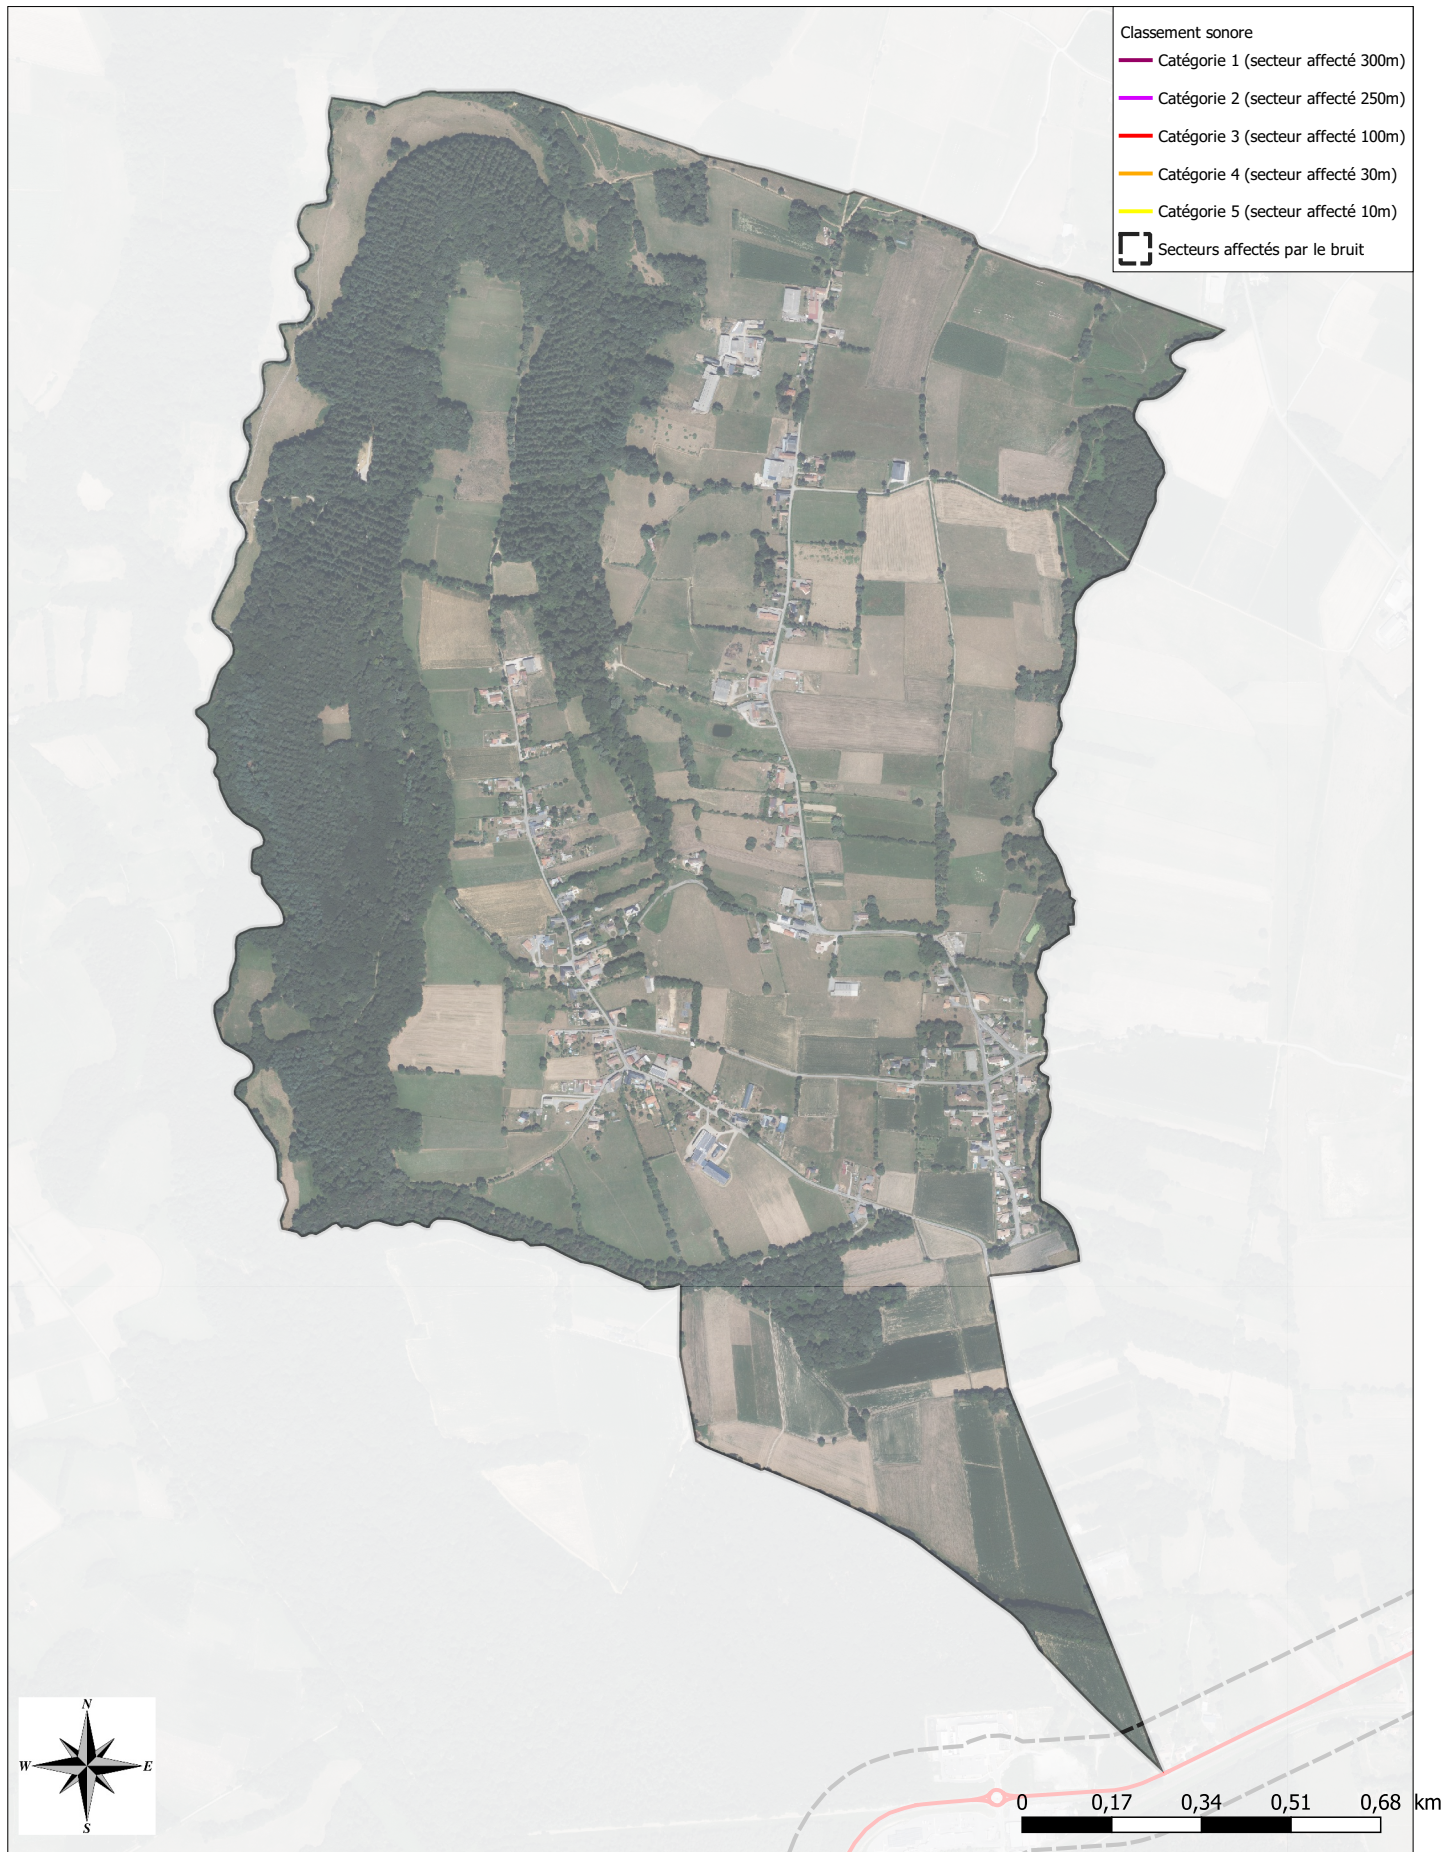 Classement sonore
Catégorie 1 (secteur affecté 300m)
Catégorie 2 (secteur affecté 250m)
Catégorie 3 (secteur affecté 100m)
Catégorie 4 (secteur affecté 30m)
Catégorie 5 (secteur affecté 10m)
Secteurs affectés par le bruit
N
W E
S
0 0,17 0,34 0,51 0,68 km